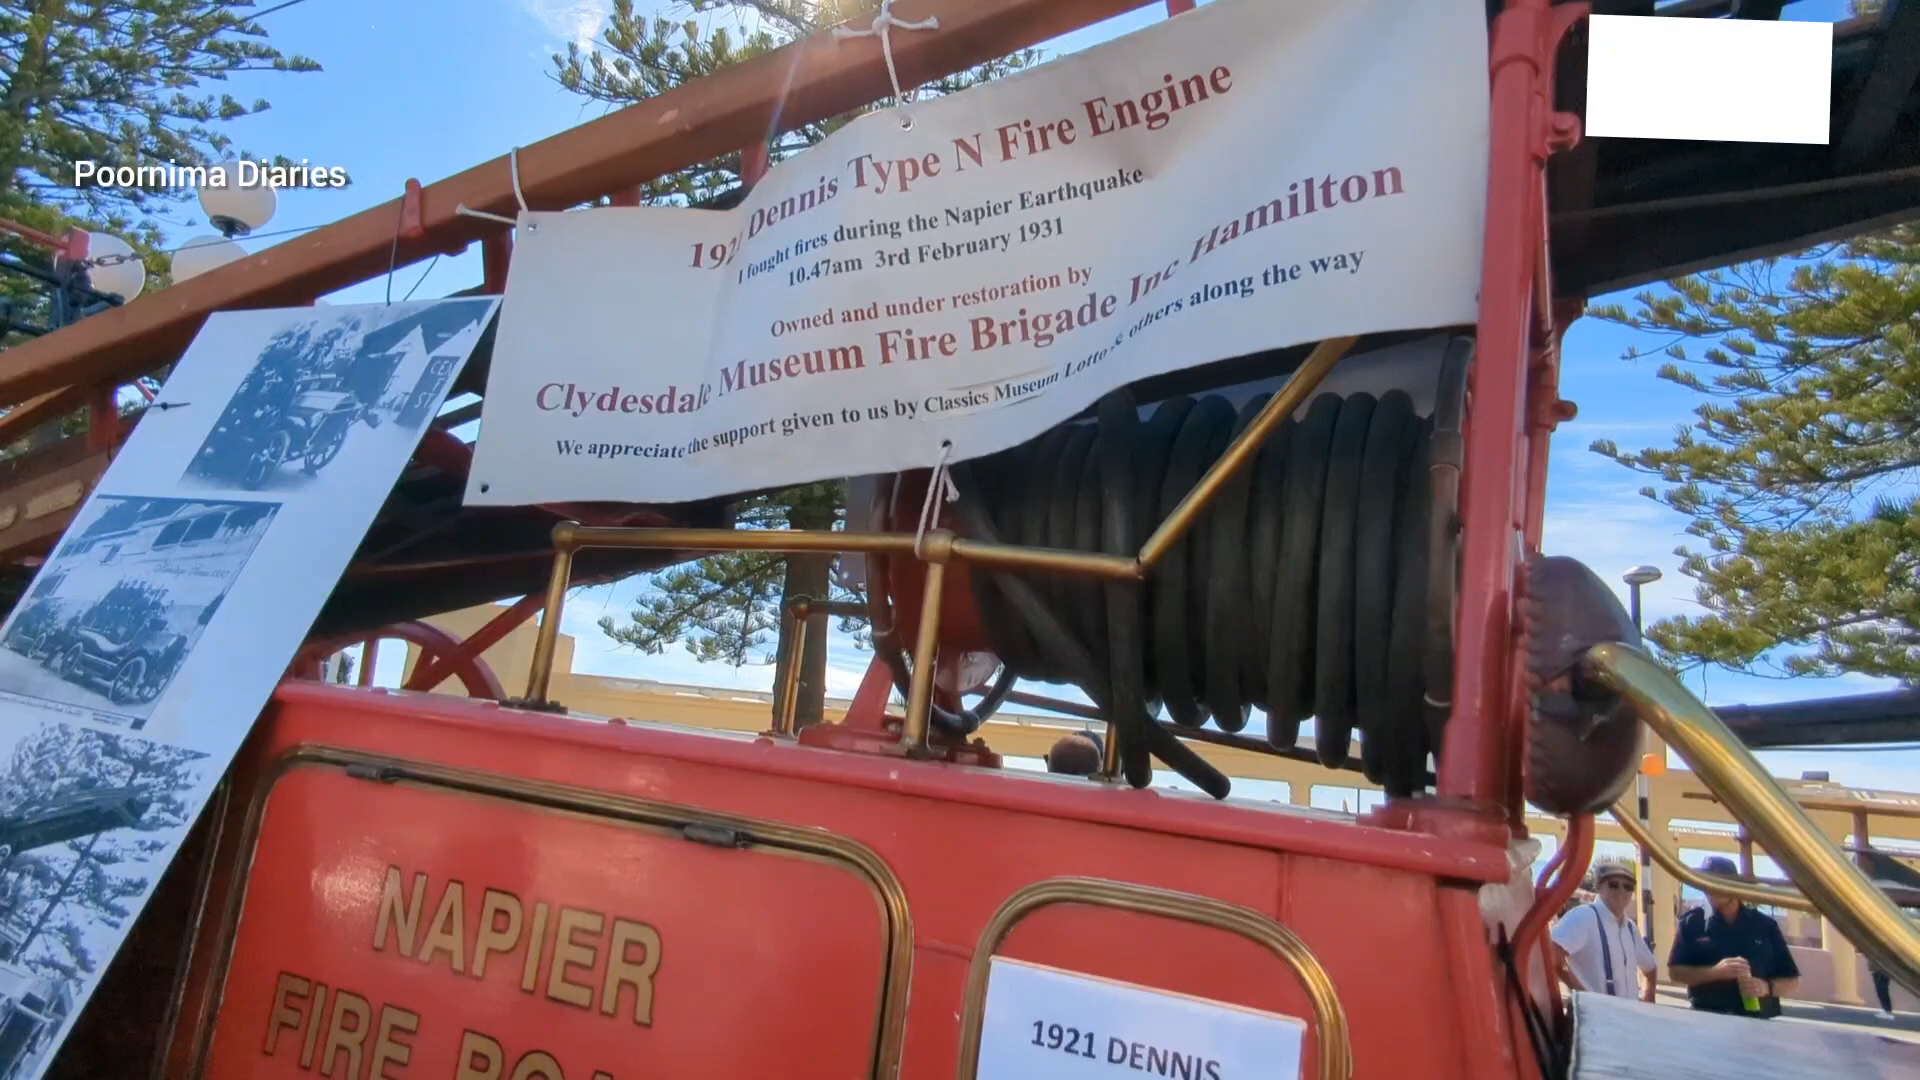 Poornima Diaries
Dennis Type N Fire Engine
I fought fires during the Napier Earthquake
10.47am 3rd February 1931
Owned and under restoration by
Clydesdale Museum Fire Brigade Inc Hamilton
We appreciate the support given to us by Classics Museum Lotto & others along the way
NAPIER
FIRE
1921 DENNIS